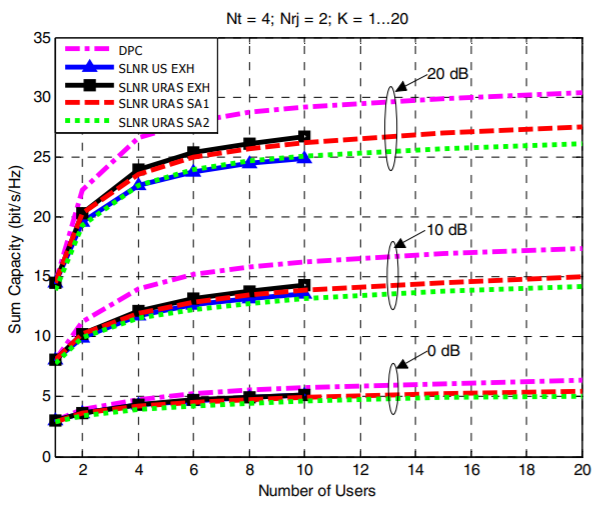 Nt = 4; Nrj = 2; K = 1...20
35
30
25
20
15
10
5
0
Sum Capacity (bit/s/Hz)
DPC
SLNR US EXH
SLNR URAS EXH
SLNR URAS SA1
SLNR URAS SA2
20 dB
10 dB
0 dB
2 4 6 8 10 12 14 16 18 20
Number of Users